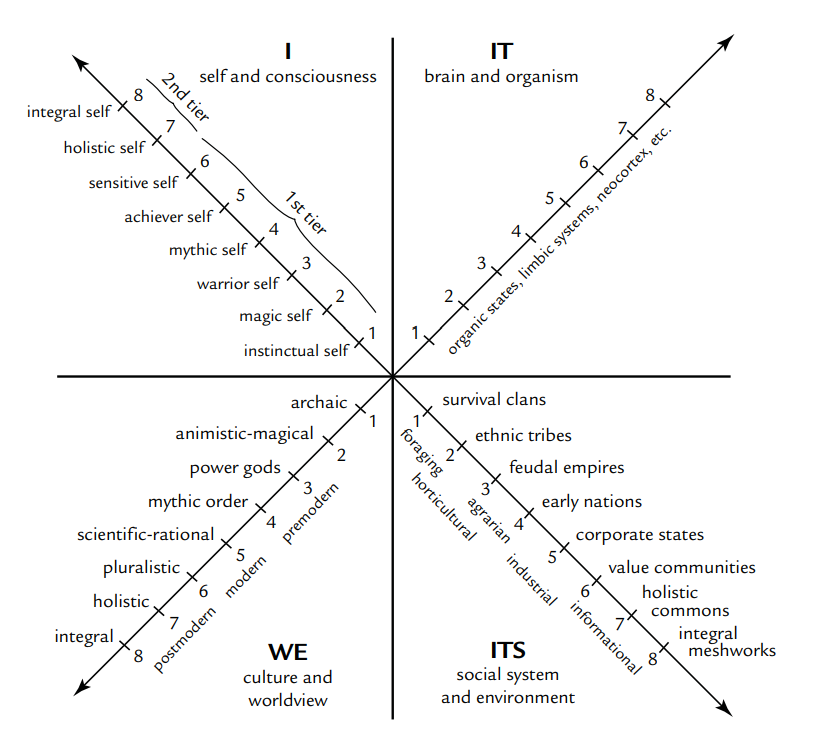 I
self and consciousness
2nd tier
1st tier
8
integral self
7
holistic self
6
sensitive self
5
achiever self
4
mythic self
3
warrior self
2
magic self
1
instinctual self
IT
brain and organism
8
7
6
5
4
3
2
1
organic states, limbic systems, neocortex, etc.
archaic
1
animistic-magical
2
power gods
3
mythic order
4
scientific-rational
5
pluralistic
6
holistic
7
integral
8
premodern
modern
postmodern
WE
culture and
worldview
survival clans
1
ethnic tribes
2
feudal empires
3
early nations
4
corporate states
5
value communities
6
holistic
commons
7
integral
meshworks
8
foraging
horticultural
agrarian
industrial
informational
ITS
social system
and environment